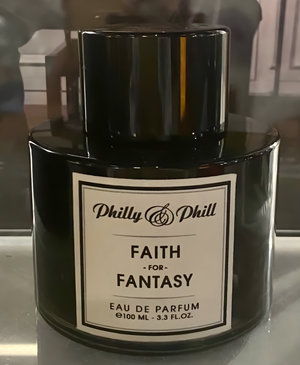 Philly & Phill
FAITH
- FOR -
FANTASY
EAU DE PARFUM
℮100 ML - 3.3 FL.OZ.